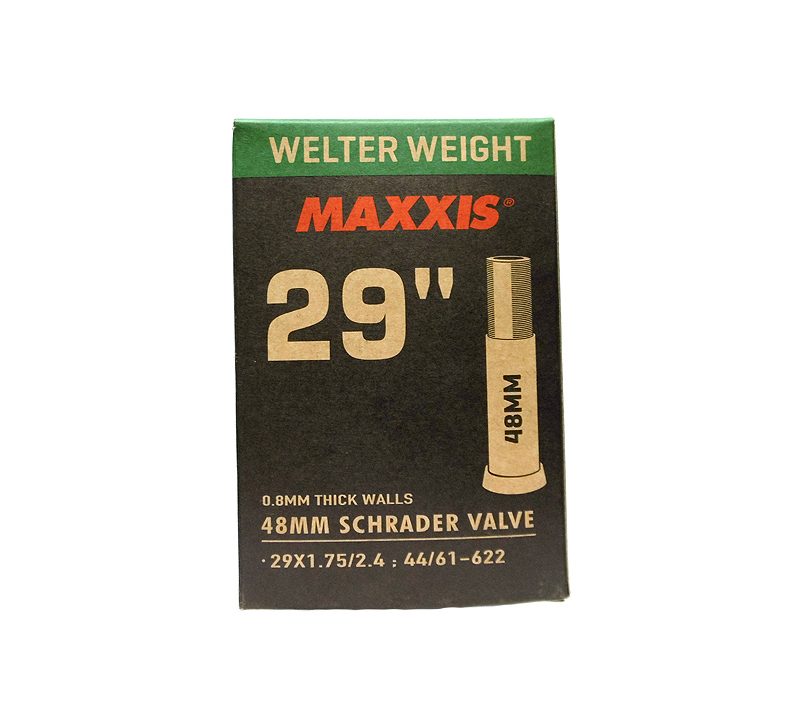 WELTER WEIGHT
MAXXIS®
29"
48MM
0.8MM THICK WALLS
48MM SCHRADER VALVE
·29X1.75/2.4 ; 44/61-622